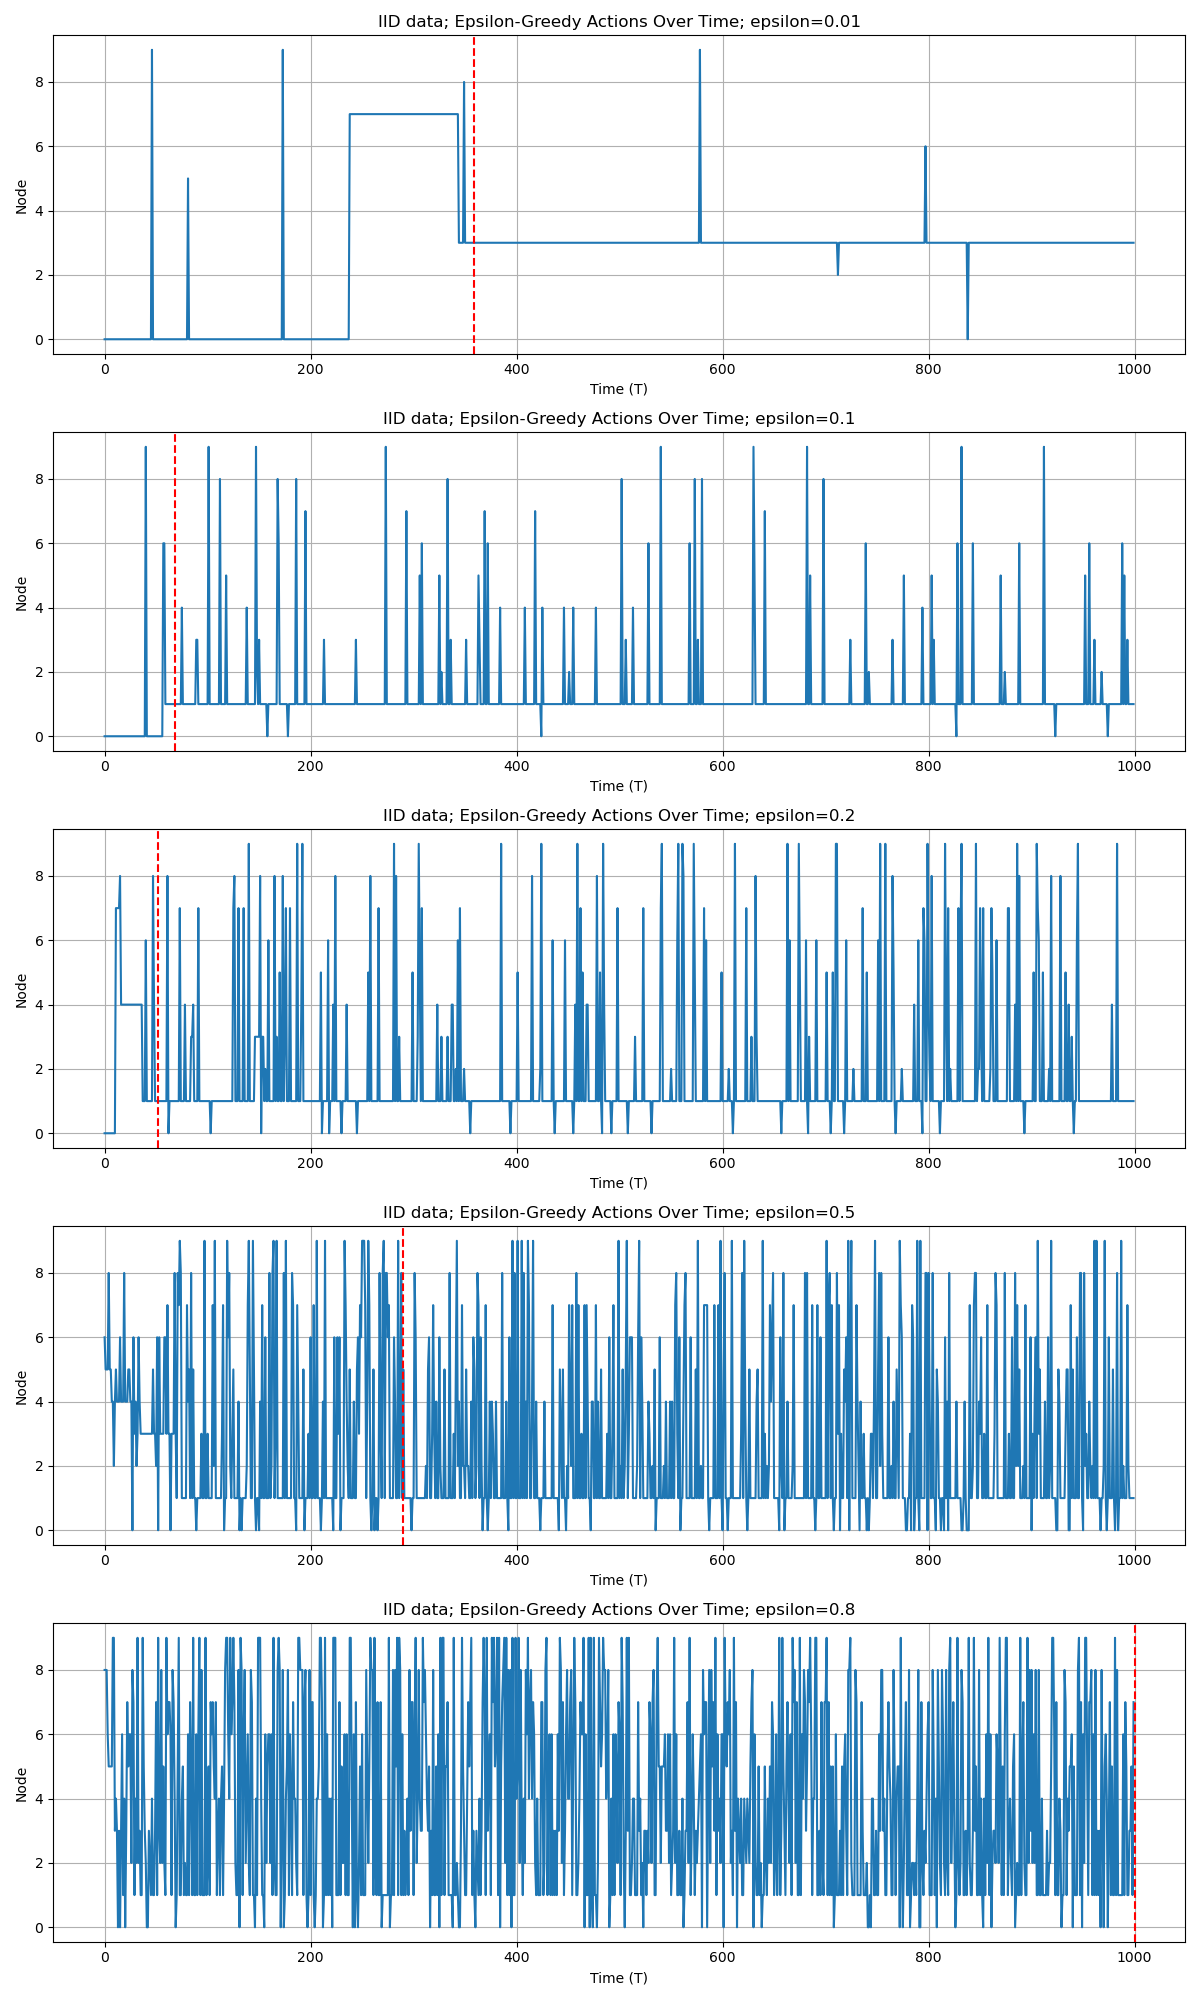 IID data; Epsilon-Greedy Actions Over Time; epsilon=0.01
8
6
4
2
0
Node
0 200 400 600 800 1000
Time (T)
IID data; Epsilon-Greedy Actions Over Time; epsilon=0.1
8
6
4
2
0
Node
0 200 400 600 800 1000
Time (T)
IID data; Epsilon-Greedy Actions Over Time; epsilon=0.2
8
6
4
2
0
Node
0 200 400 600 800 1000
Time (T)
IID data; Epsilon-Greedy Actions Over Time; epsilon=0.5
8
6
4
2
0
Node
0 200 400 600 800 1000
Time (T)
IID data; Epsilon-Greedy Actions Over Time; epsilon=0.8
8
6
4
2
0
Node
0 200 400 600 800 1000
Time (T)